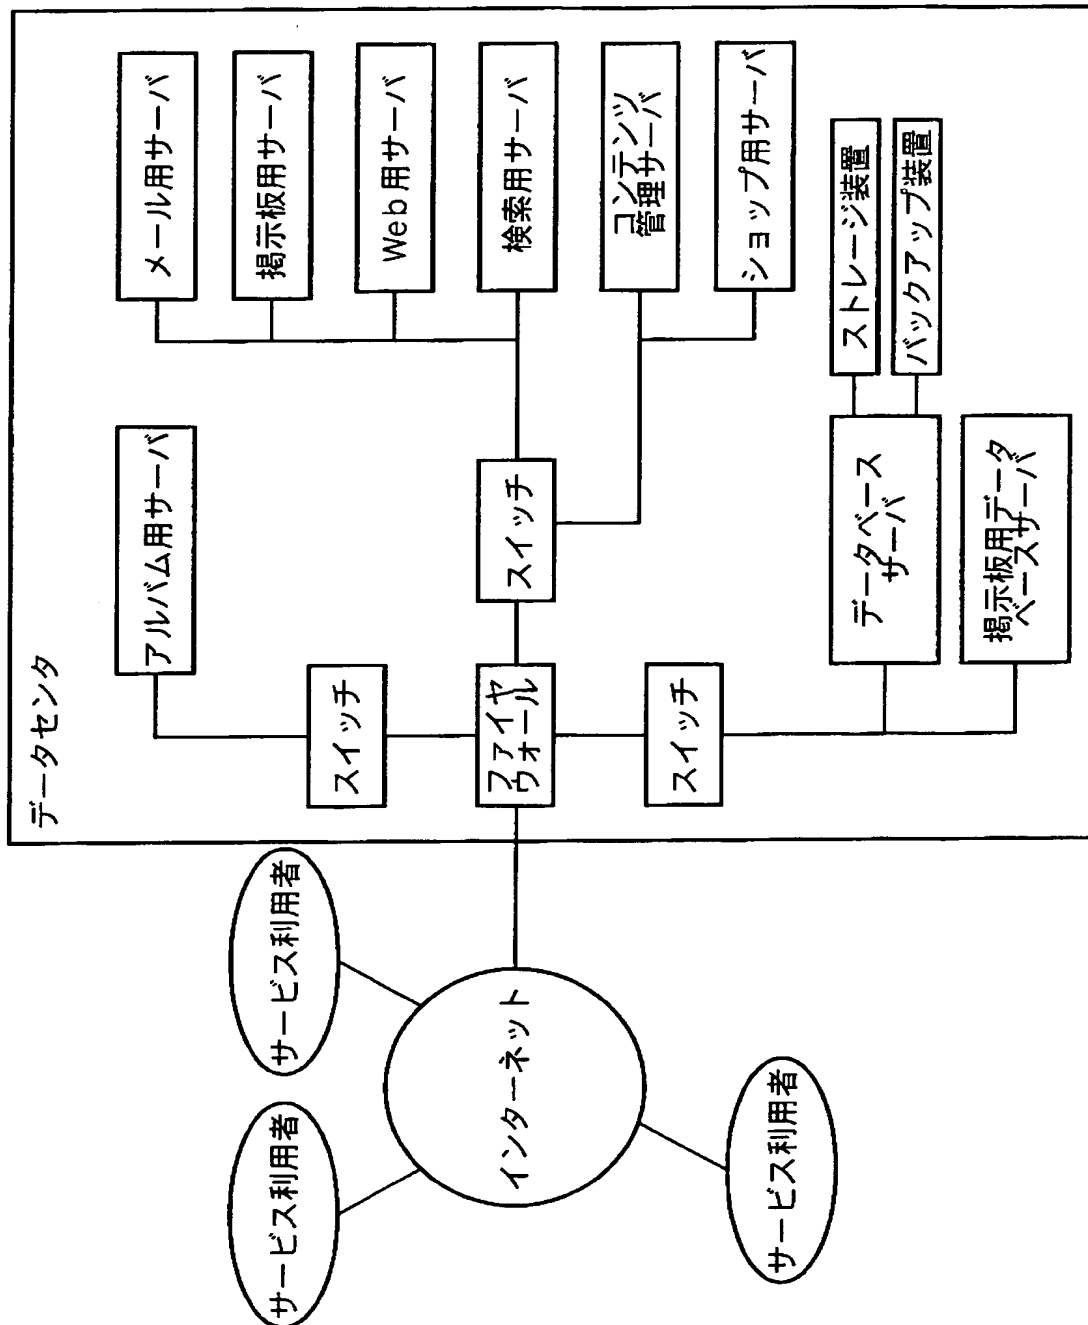 データセンタ
アルバム用サーバ
メール用サーバ
掲示板用サーバ
Web用サーバ
検索用サーバ
コンテンツ
管理サーバ
ショップ用サーバ
スイッチ
スイッチ
ファイヤ
ウォール
スイッチ
データベース
サーバ
ストレージ装置
バックアップ装置
掲示板用データ
ベースサーバ
サービス利用者
サービス利用者
インターネット
サービス利用者